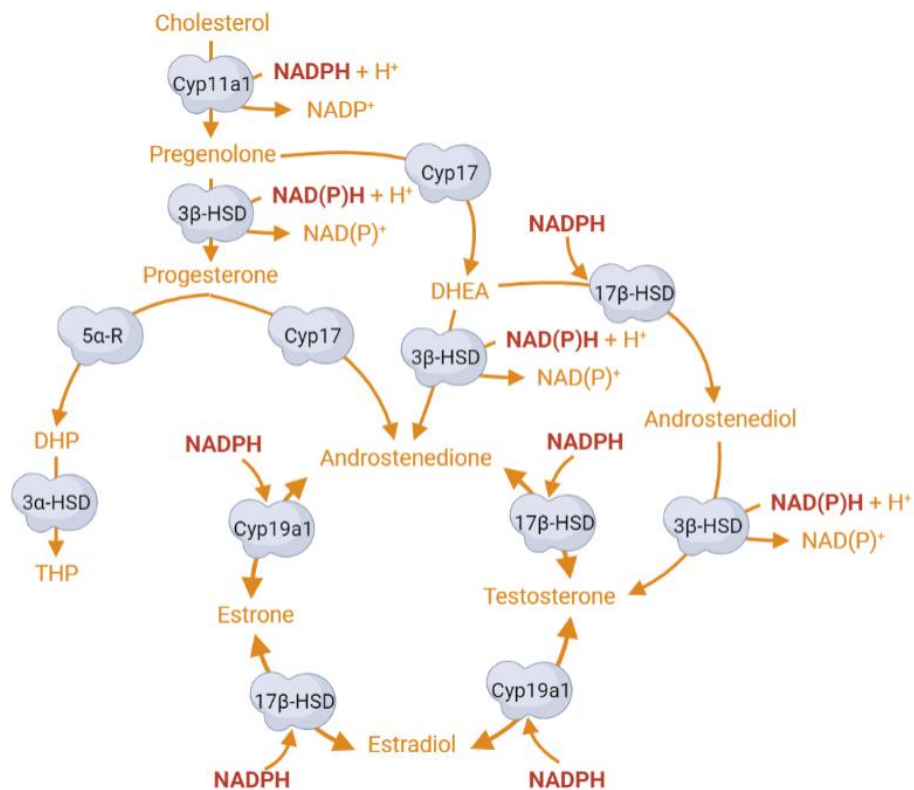 Cholesterol
Cyp11a1
NADPH + H⁺
NADP⁺
Pregenolone
Cyp17
3β-HSD
NAD(P)H + H⁺
NAD(P)⁺
NADPH
Progesterone
DHEA
17β-HSD
5α-R
Cyp17
3β-HSD
NAD(P)H + H⁺
NAD(P)⁺
Androstenediol
DHP
NADPH
Androstenedione
NADPH
3α-HSD
Cyp19a1
17β-HSD
3β-HSD
NAD(P)H + H⁺
NAD(P)⁺
THP
Estrone
Testosterone
17β-HSD
Cyp19a1
Estradiol
NADPH
NADPH